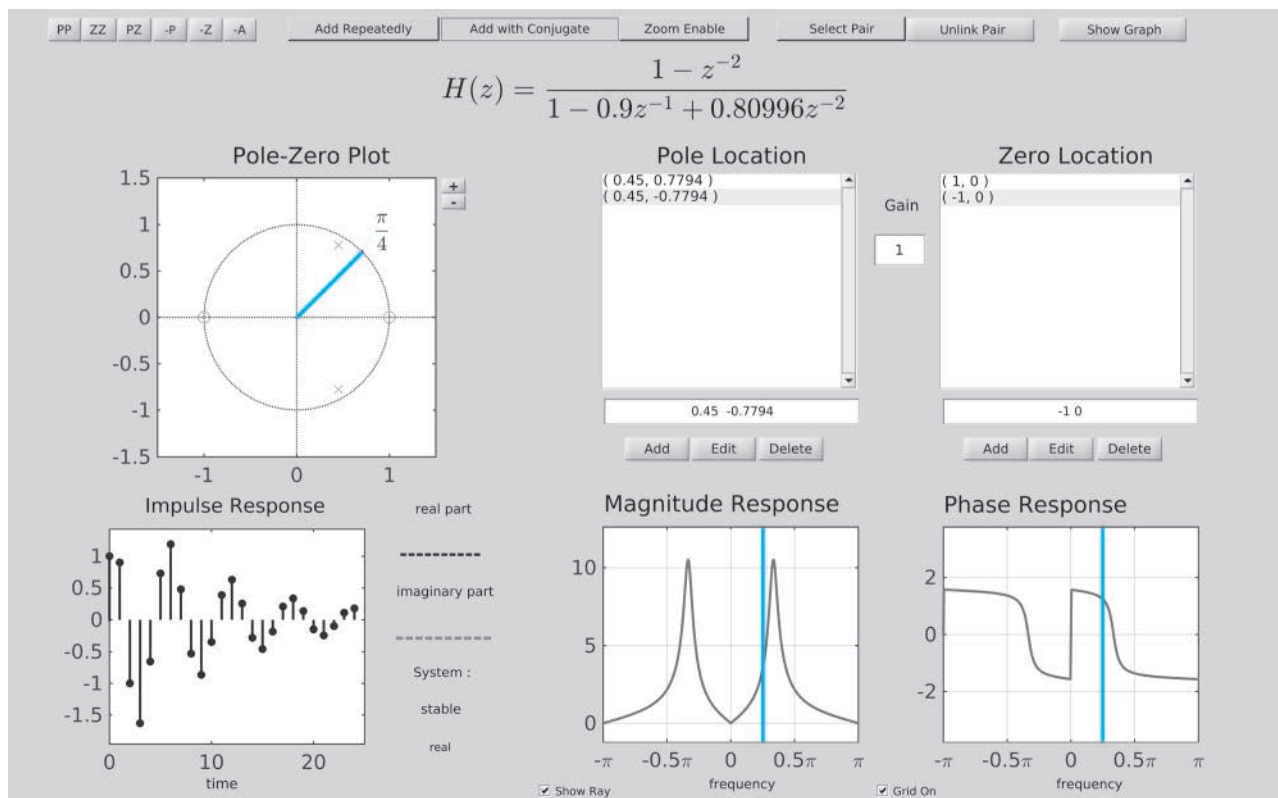 PP ZZ PZ -P -Z -A Add Repeatedly Add with Conjugate Zoom Enable Select Pair Unlink Pair Show Graph
H(z) = \frac{1 - z^{-2}}{1 - 0.9z^{-1} + 0.80996z^{-2}}
Pole-Zero Plot
1.5
1
0.5
0
-0.5
-1
-1.5
-1 0 1
π/4
+
-
Pole Location
( 0.45, 0.7794 )
( 0.45, -0.7794 )
0.45 -0.7794
Add Edit Delete
Gain
1
Zero Location
( 1, 0 )
( -1, 0 )
-1 0
Add Edit Delete
Impulse Response
1
0.5
0
-0.5
-1
-1.5
0 10 20
time
real part
imaginary part
System :
stable
real
Magnitude Response
10
5
0
-π -0.5π 0 0.5π π
frequency
Show Ray
Phase Response
2
0
-2
-π -0.5π 0 0.5π π
frequency
Grid On